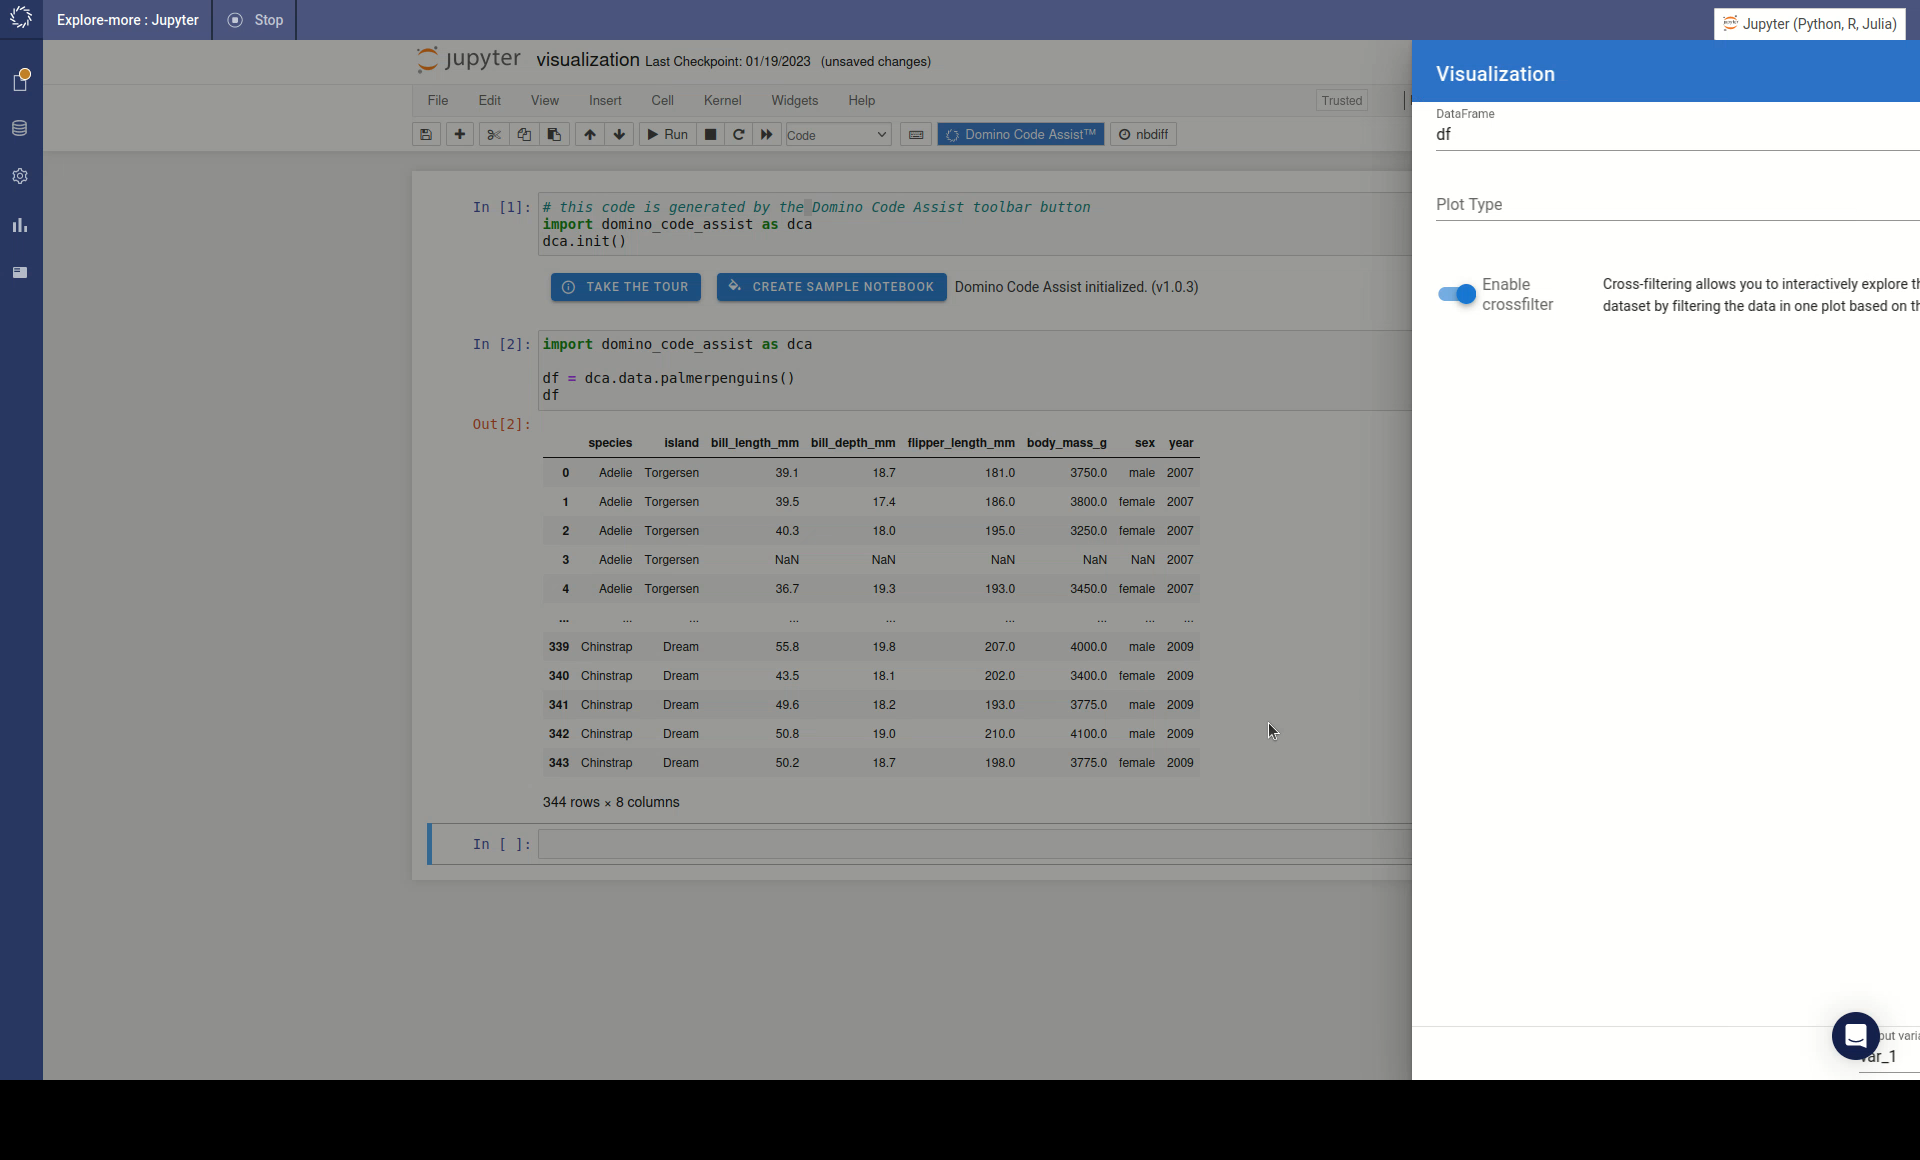 Explore-more : Jupyter
Stop
Jupyter (Python, R, Julia)
jupyter visualization Last Checkpoint: 01/19/2023 (unsaved changes)
File Edit View Insert Cell Kernel Widgets Help Trusted
Run Code Domino Code Assist™ nbdiff
In [1]: # this code is generated by the Domino Code Assist toolbar button
import domino_code_assist as dca
dca.init()
TAKE THE TOUR CREATE SAMPLE NOTEBOOK Domino Code Assist initialized. (v1.0.3)
In [2]: import domino_code_assist as dca
df = dca.data.palmerpenguins()
df
Out[2]:
species island bill_length_mm bill_depth_mm flipper_length_mm body_mass_g sex year
0 Adelie Torgersen 39.1 18.7 181.0 3750.0 male 2007
1 Adelie Torgersen 39.5 17.4 186.0 3800.0 female 2007
2 Adelie Torgersen 40.3 18.0 195.0 3250.0 female 2007
3 Adelie Torgersen NaN NaN NaN NaN NaN 2007
4 Adelie Torgersen 36.7 19.3 193.0 3450.0 female 2007
... ... ... ... ... ... ... ... ...
339 Chinstrap Dream 55.8 19.8 207.0 4000.0 male 2009
340 Chinstrap Dream 43.5 18.1 202.0 3400.0 female 2009
341 Chinstrap Dream 49.6 18.2 193.0 3775.0 male 2009
342 Chinstrap Dream 50.8 19.0 210.0 4100.0 male 2009
343 Chinstrap Dream 50.2 18.7 198.0 3775.0 female 2009
344 rows × 8 columns
In [ ]:
Visualization
DataFrame
df
Plot Type
Enable
crossfilter
Cross-filtering allows you to interactively explore
dataset by filtering the data in one plot based on